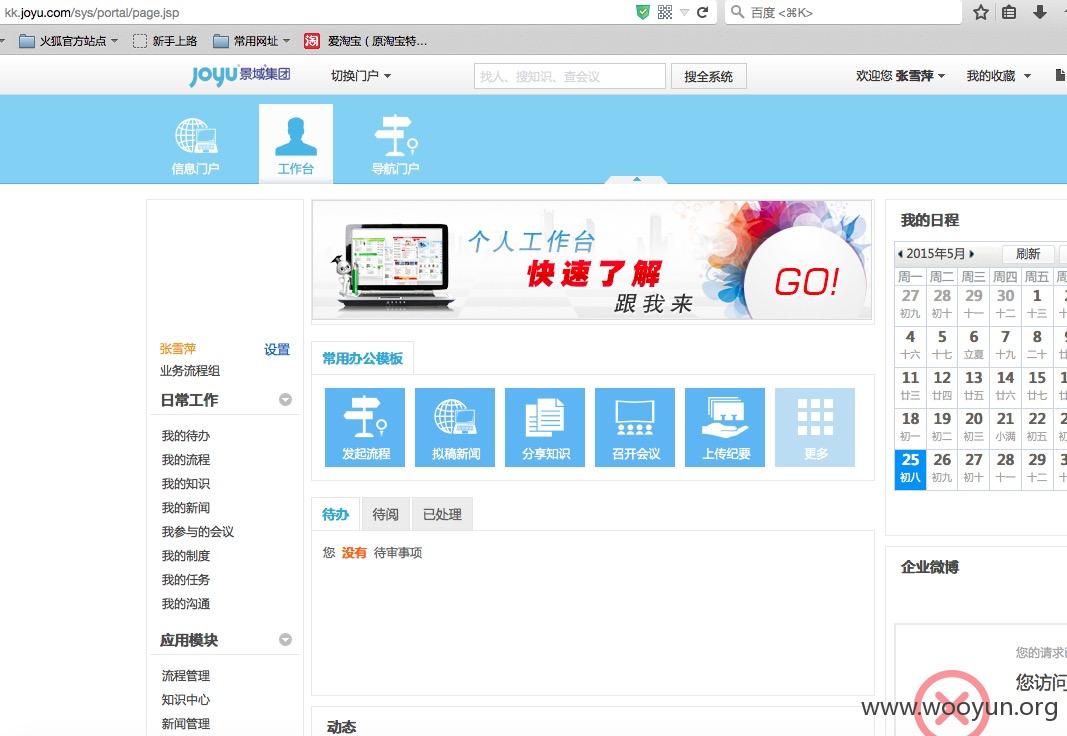 kk.joyu.com/sys/portal/page.jsp
百度 <⌘K>
火狐官方站点
新手上路
常用网址
淘
爱淘宝（原淘宝特...
joyu 景域集团
切换门户
找人、搜知识、查会议
搜全系统
欢迎您 张雪萍
我的收藏
信息门户
工作台
导航门户
个人工作台
快速了解
跟我来
GO!
张雪萍
设置
业务流程组
日常工作
我的待办
我的流程
我的知识
我的新闻
我参与的会议
我的制度
我的任务
我的沟通
应用模块
流程管理
知识中心
新闻管理
常用办公模板
发起流程
拟稿新闻
分享知识
召开会议
上传纪要
更多
待办
待阅
已处理
您 没有 待审事项
动态
我的日程
2015年5月
刷新
周一 周二 周三 周四 周五
27 28 29 30 1
初九 初十 十一 十二 十三
4 5 6 7 8
十六 十七 立夏 十九 二十
11 12 13 14 15
廿三 廿四 廿五 廿六 廿七
18 19 20 21 22
初一 初二 初三 小满 初五
25 26 27 28 29
初八 初九 初十 十一 十二
企业微博
您的请求
您访问
www.wooyun.org